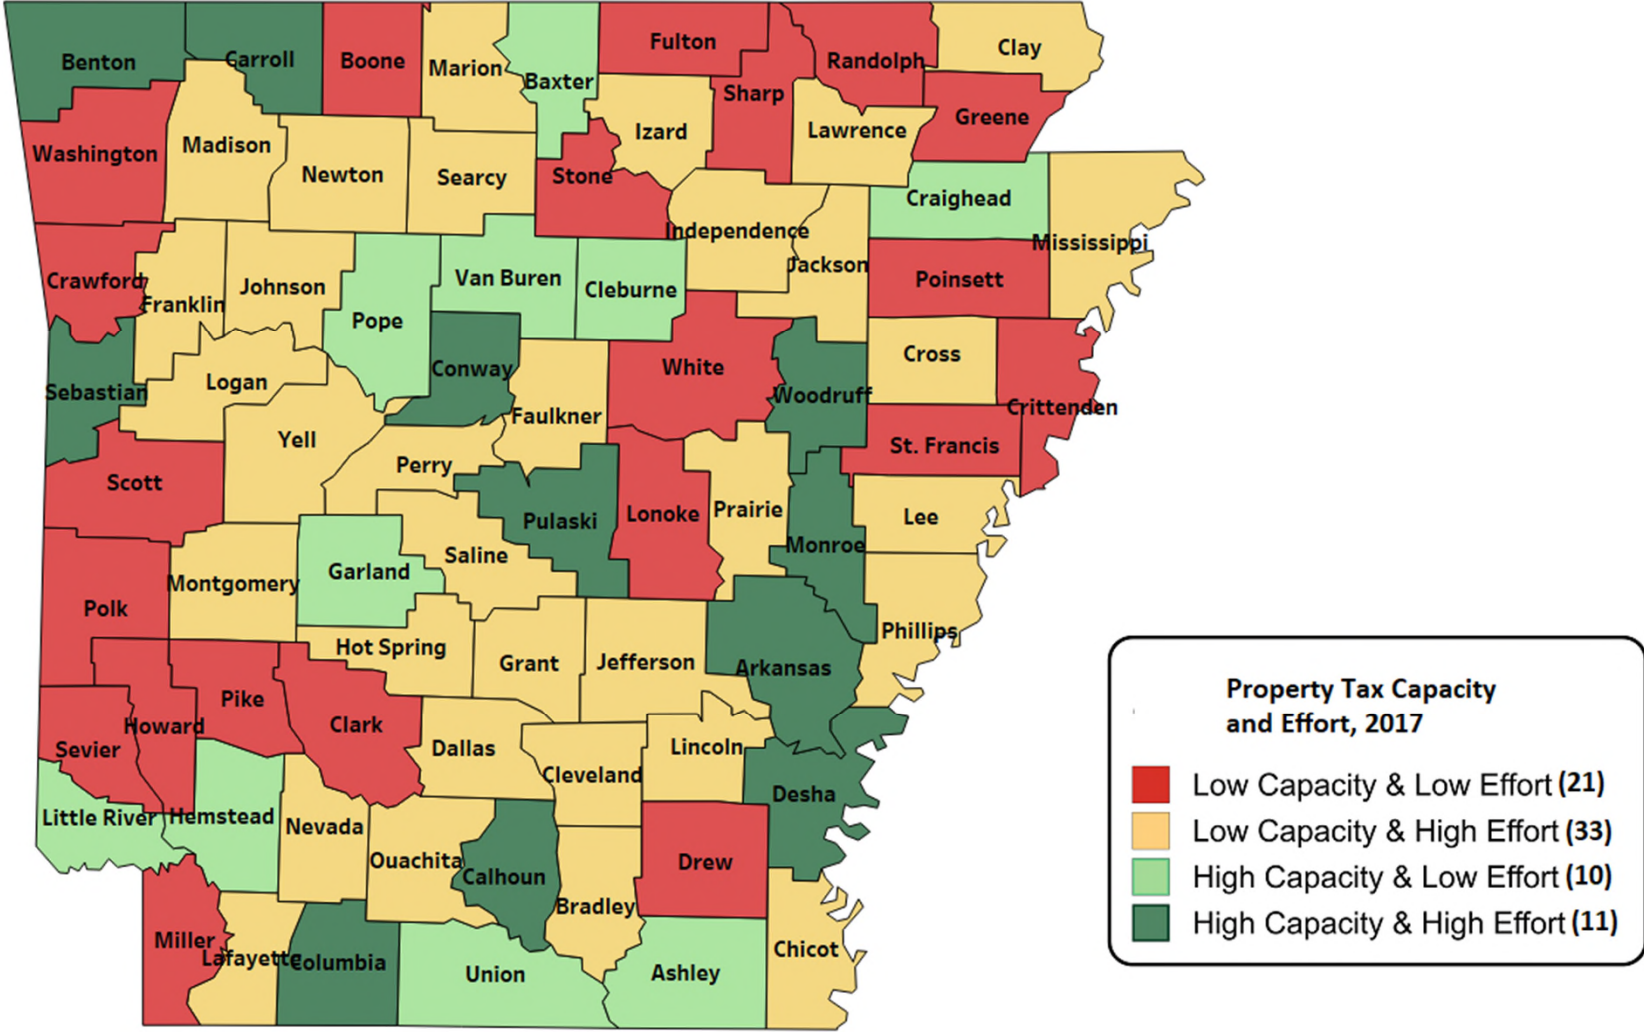 Benton
Carroll
Boone
Marion
Baxter
Fulton
Sharp
Randolph
Clay
Greene
Washington
Madison
Newton
Searcy
Stone
Izard
Lawrence
Craighead
Mississippi
Crawford
Franklin
Johnson
Pope
Van Buren
Cleburne
Independence
Jackson
Poinsett
Sebastian
Logan
Conway
Faulkner
White
Woodruff
Cross
Crittenden
St. Francis
Scott
Yell
Perry
Pulaski
Lonoke
Prairie
Monroe
Lee
Polk
Montgomery
Garland
Saline
Hot Spring
Grant
Jefferson
Arkansas
Phillips
Sevier
Howard
Pike
Clark
Dallas
Cleveland
Lincoln
Desha
Little River
Hemstead
Nevada
Ouachita
Calhoun
Bradley
Drew
Miller
Lafayette
Columbia
Union
Ashley
Chicot
Property Tax Capacity
and Effort, 2017
Low Capacity & Low Effort (21)
Low Capacity & High Effort (33)
High Capacity & Low Effort (10)
High Capacity & High Effort (11)